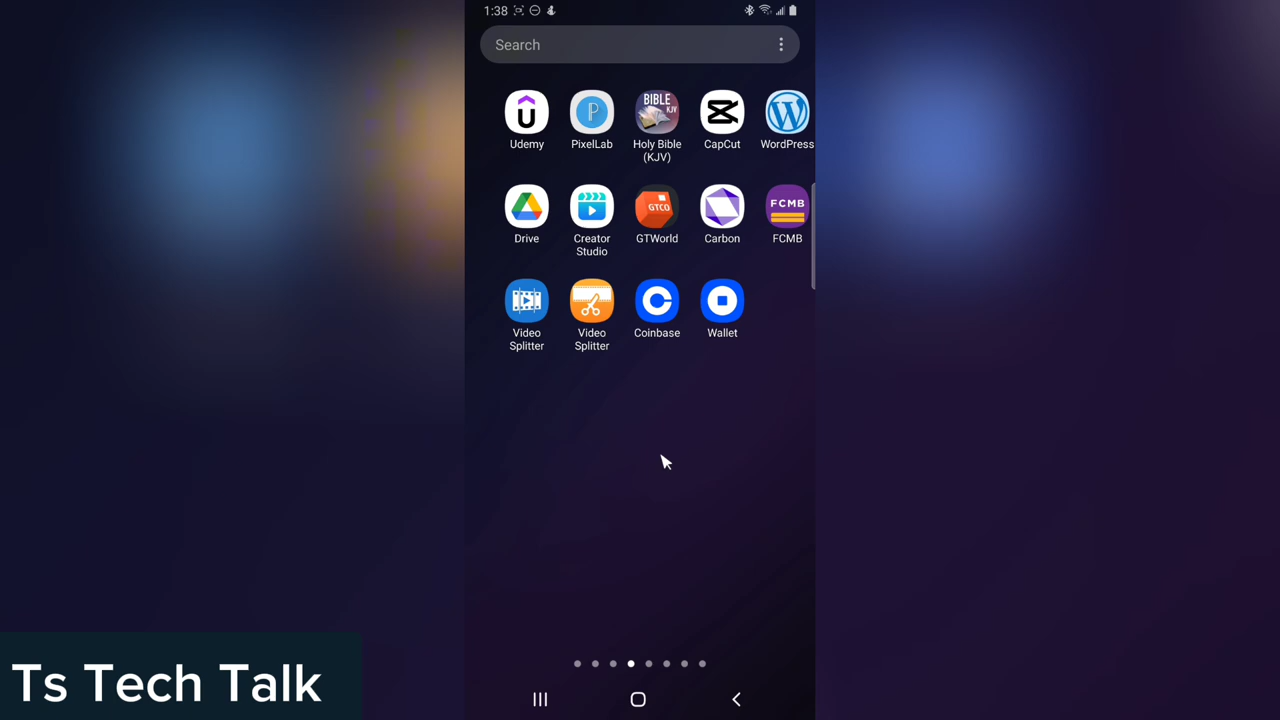 1:38
Search
BIBLE
KJV
Udemy
PixelLab
Holy Bible
(KJV)
CapCut
WordPress
GTCO
FCMB
Drive
Creator
Studio
GTWorld
Carbon
FCMB
Video
Splitter
Video
Splitter
Coinbase
Wallet
Ts Tech Talk